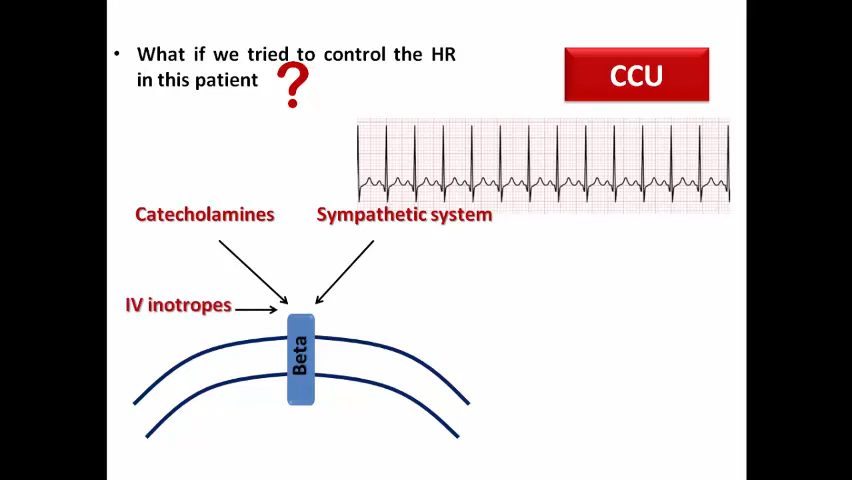 • What if we tried to control the HR
in this patient ?
CCU
Catecholamines
Sympathetic system
IV inotropes
Beta